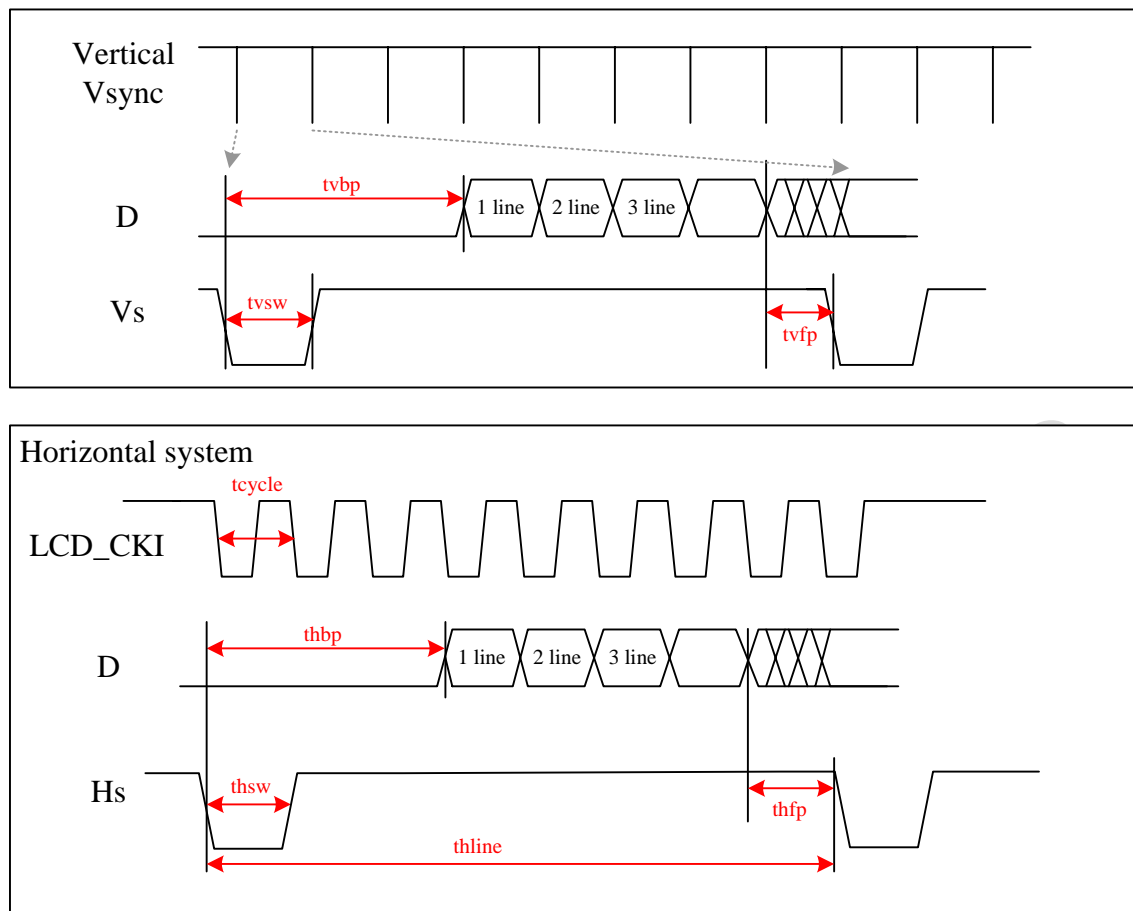 Vertical
Vsync
tvbp
D
1 line 2 line 3 line
Vs
tvsw
tvfp
Horizontal system
tcycle
LCD_CKI
thbp
D
1 line 2 line 3 line
Hs
thsw
thfp
thline